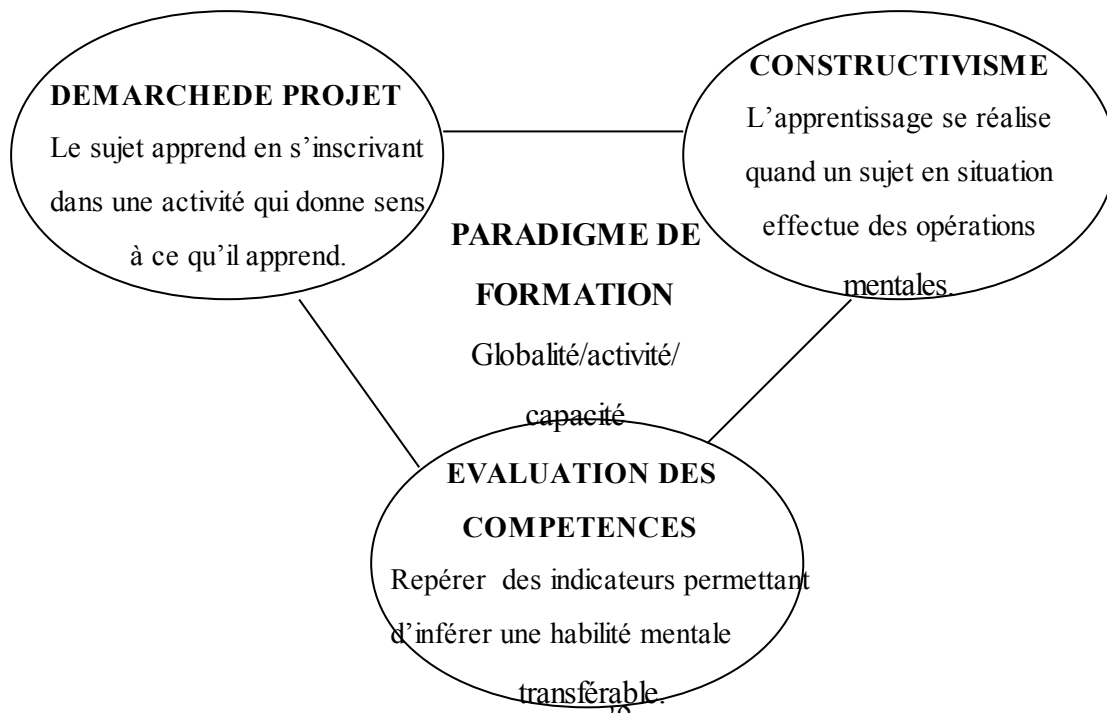 DEMARCHEDE PROJET
Le sujet apprend en s’inscrivant
dans une activité qui donne sens
à ce qu’il apprend.
CONSTRUCTIVISME
L’apprentissage se réalise
quand un sujet en situation
effectue des opérations
mentales.
PARADIGME DE
FORMATION
Globalité/activité/
capacité
EVALUATION DES
COMPETENCES
Repérer des indicateurs permettant
d’inférer une habilité mentale
transférable.